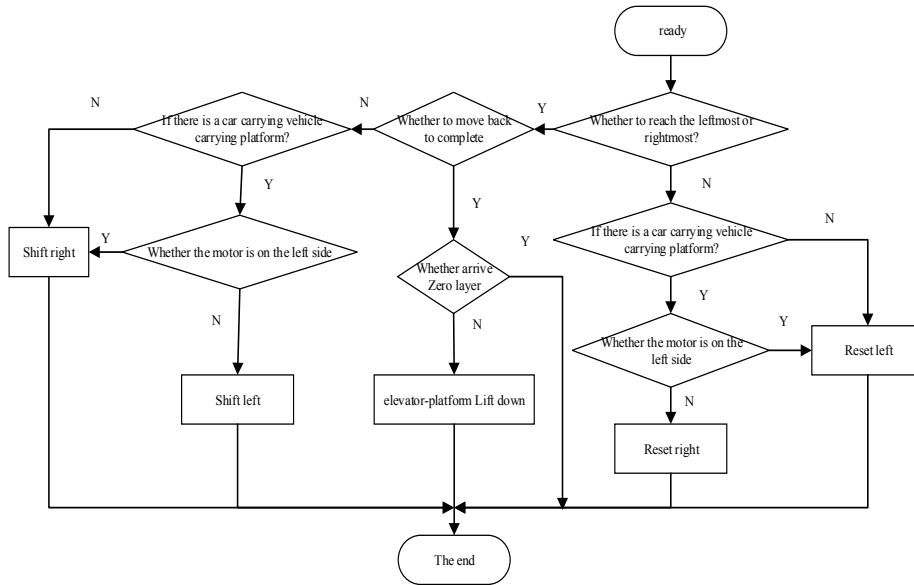 ready
N
N
Y
If there is a car carrying vehicle
carrying platform?
Whether to move back
to complete
Whether to reach the leftmost or
rightmost?
Y
Y
N
N
Shift right
Y
Whether the motor is on the left side
Y
If there is a car carrying vehicle
carrying platform?
Whether arrive
Zero layer
N
N
Y
Y
Whether the motor is on the
left side
Reset left
Shift left
elevator-platform Lift down
N
Reset right
The end